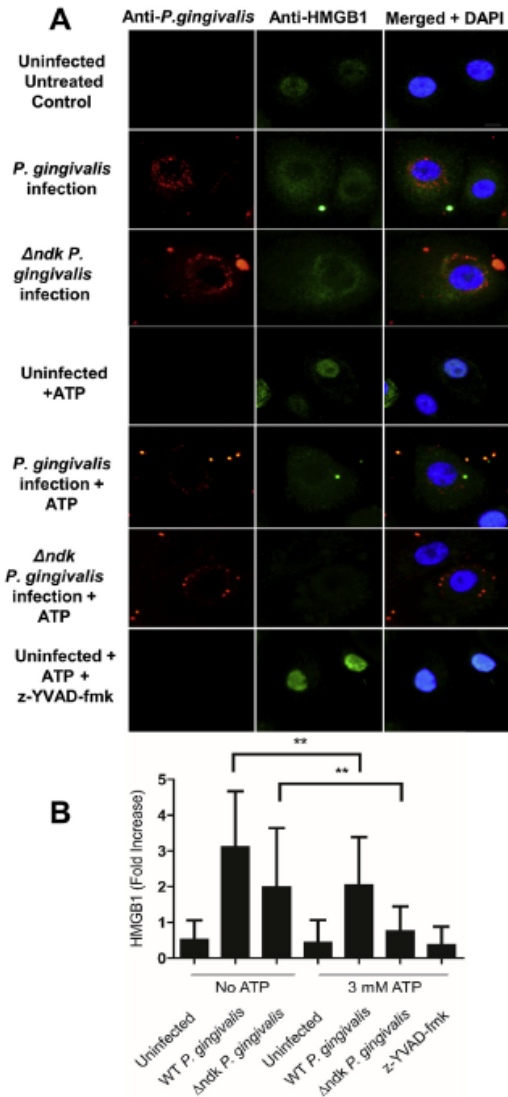 A
Anti-P.gingivalis Anti-HMGB1 Merged + DAPI
Uninfected
Untreated
Control
P. gingivalis
infection
Δndk P.
gingivalis
infection
Uninfected
+ATP
P. gingivalis
infection +
ATP
Δndk
P. gingivalis
infection +
ATP
Uninfected +
ATP +
z-YVAD-fmk
B
**
**
HMGB1 (Fold Increase)
5
4
3
2
1
0
No ATP 3 mM ATP
Uninfected
WT P. gingivalis
Δndk P. gingivalis
Uninfected
WT P. gingivalis
Δndk P. gingivalis
z-YVAD-fmk